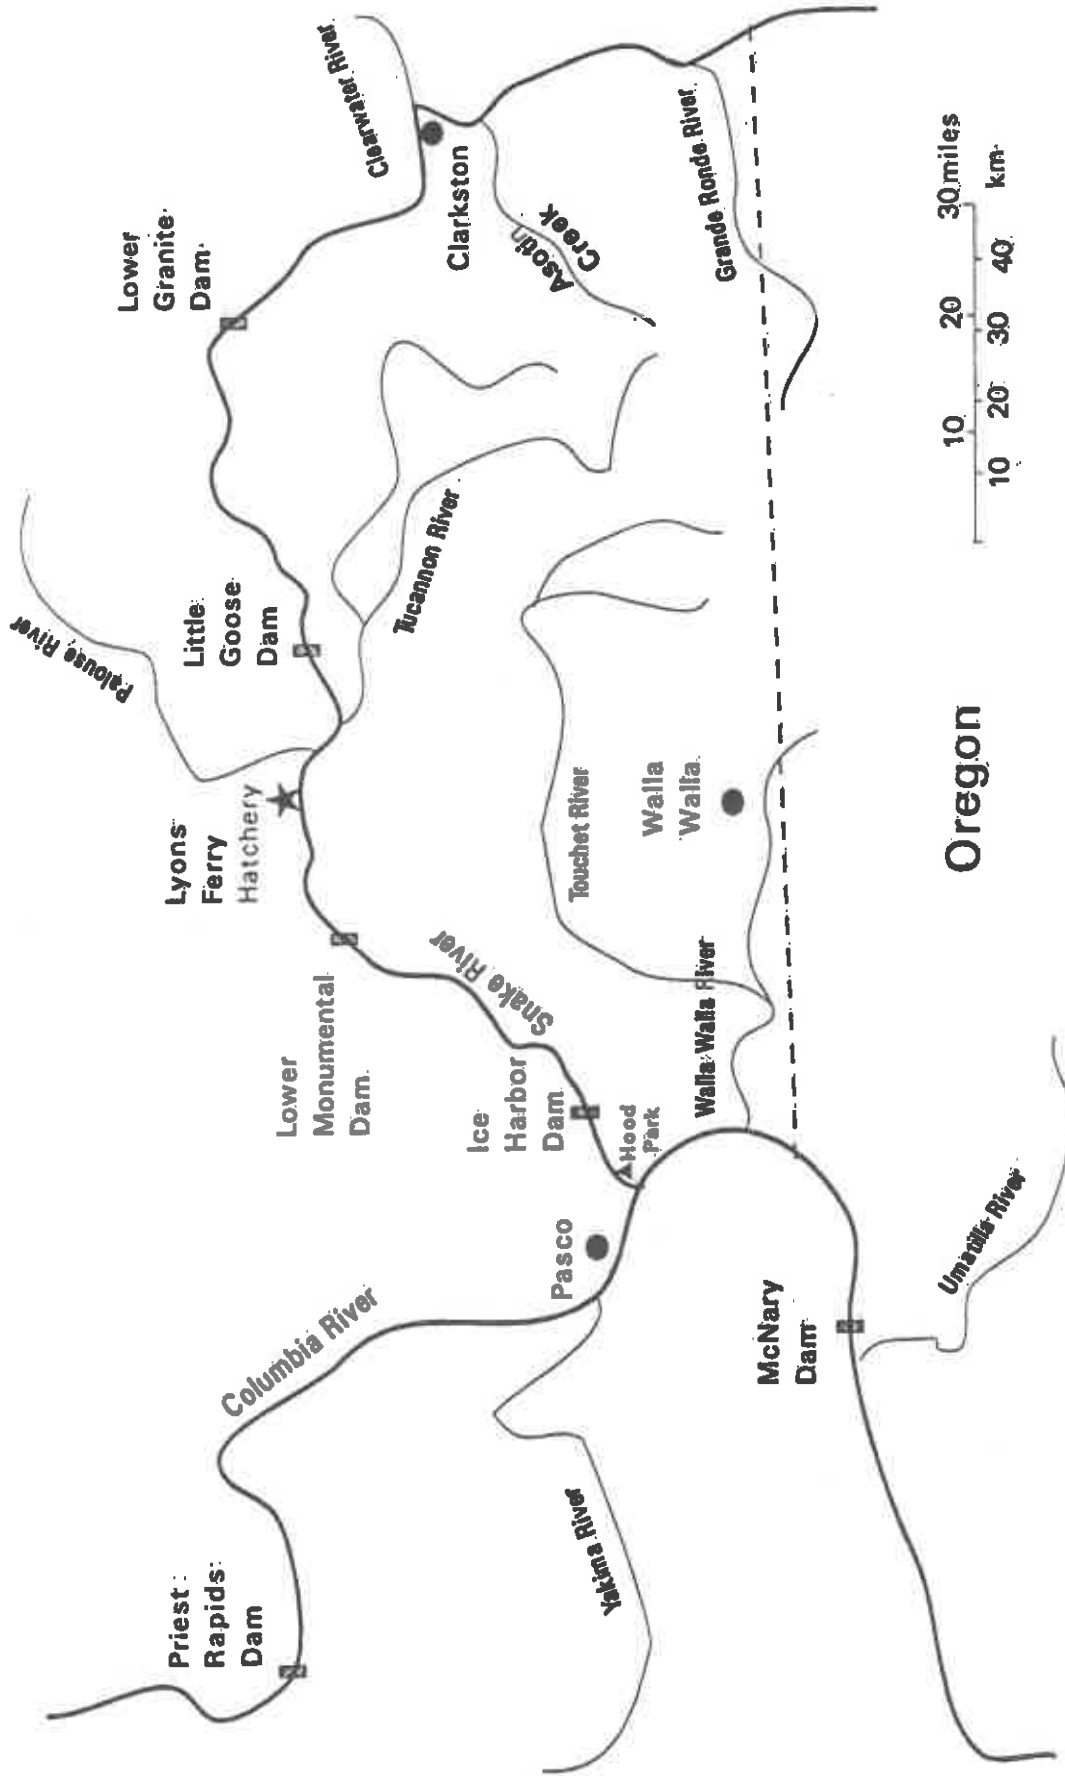 Priest
Rapids
Dam
Columbia River
Yakima River
Pasco
McNary
Dam
Umatilla River
Hood
Park
Ice
Harbor
Dam
Lower
Monumental
Dam
Snake River
Lyons
Ferry
Hatchery
Palouse River
Little
Goose
Dam
Tucannon River
Lower
Granite
Dam
Clearwater River
Clarkston
Asotin
Creek
Grande Ronde River
Touchet River
Walla
Walla
Walla Walla River
Oregon
10 20 30 miles
10 20 30 40 km